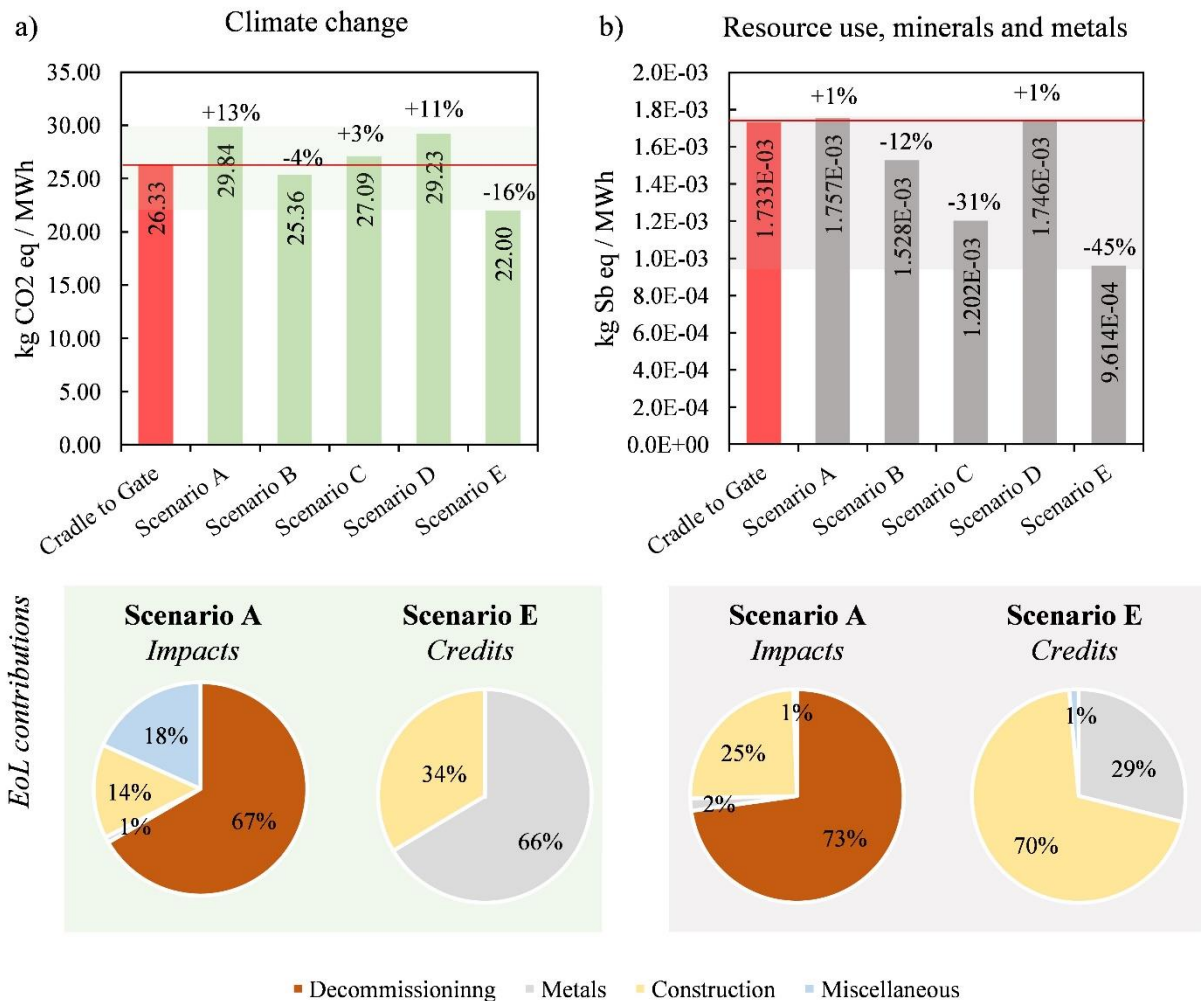 a)
Climate change
kg CO2 eq / MWh
35.00
30.00
25.00
20.00
15.00
10.00
5.00
0.00
+13%
-4%
+3%
+11%
-16%
26.33
29.84
25.36
27.09
29.23
22.00
Cradle to Gate
Scenario A
Scenario B
Scenario C
Scenario D
Scenario E
b)
Resource use, minerals and metals
kg Sb eq / MWh
2.0E-03
1.8E-03
1.6E-03
1.4E-03
1.2E-03
1.0E-03
8.0E-04
6.0E-04
4.0E-04
2.0E-04
0.0E+00
+1%
-12%
-31%
+1%
-45%
1.733E-03
1.757E-03
1.528E-03
1.202E-03
1.746E-03
9.614E-04
Cradle to Gate
Scenario A
Scenario B
Scenario C
Scenario D
Scenario E
EoL contributions
Scenario A
Impacts
18%
14%
1%
67%
Scenario E
Credits
34%
66%
Scenario A
Impacts
1%
25%
2%
73%
Scenario E
Credits
1%
29%
70%
Decommissioninng
Metals
Construction
Miscellaneous